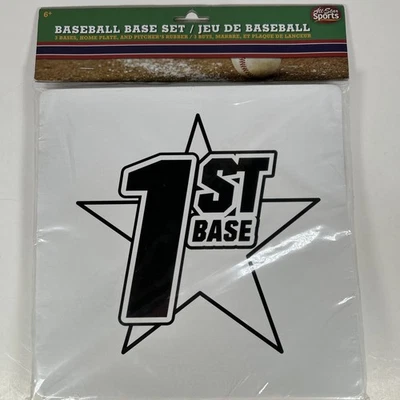 6+
BASEBALL BASE SET / JEU DE BASEBALL
3 BASES, HOME PLATE, AND PITCHER'S RUBBER / 3 BUTS, MARBRE, ET PLAQUE DE LANCEUR
All Star
Sports
1ST
BASE